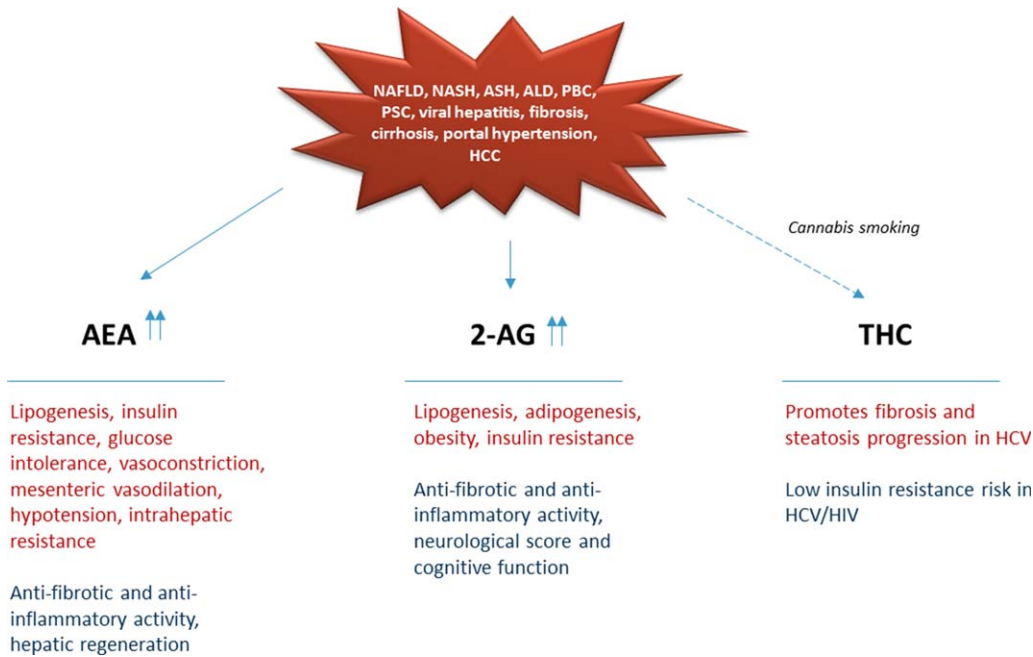 NAFLD, NASH, ASH, ALD, PBC,
PSC, viral hepatitis, fibrosis,
cirrhosis, portal hypertension,
HCC
Cannabis smoking
AEA
2-AG
THC
Lipogenesis, insulin
resistance, glucose
intolerance, vasoconstriction,
mesenteric vasodilation,
hypotension, intrahepatic
resistance
Anti-fibrotic and anti-
inflammatory activity,
hepatic regeneration
Lipogenesis, adipogenesis,
obesity, insulin resistance
Anti-fibrotic and anti-
inflammatory activity,
neurological score and
cognitive function
Promotes fibrosis and
steatosis progression in HCV
Low insulin resistance risk in
HCV/HIV